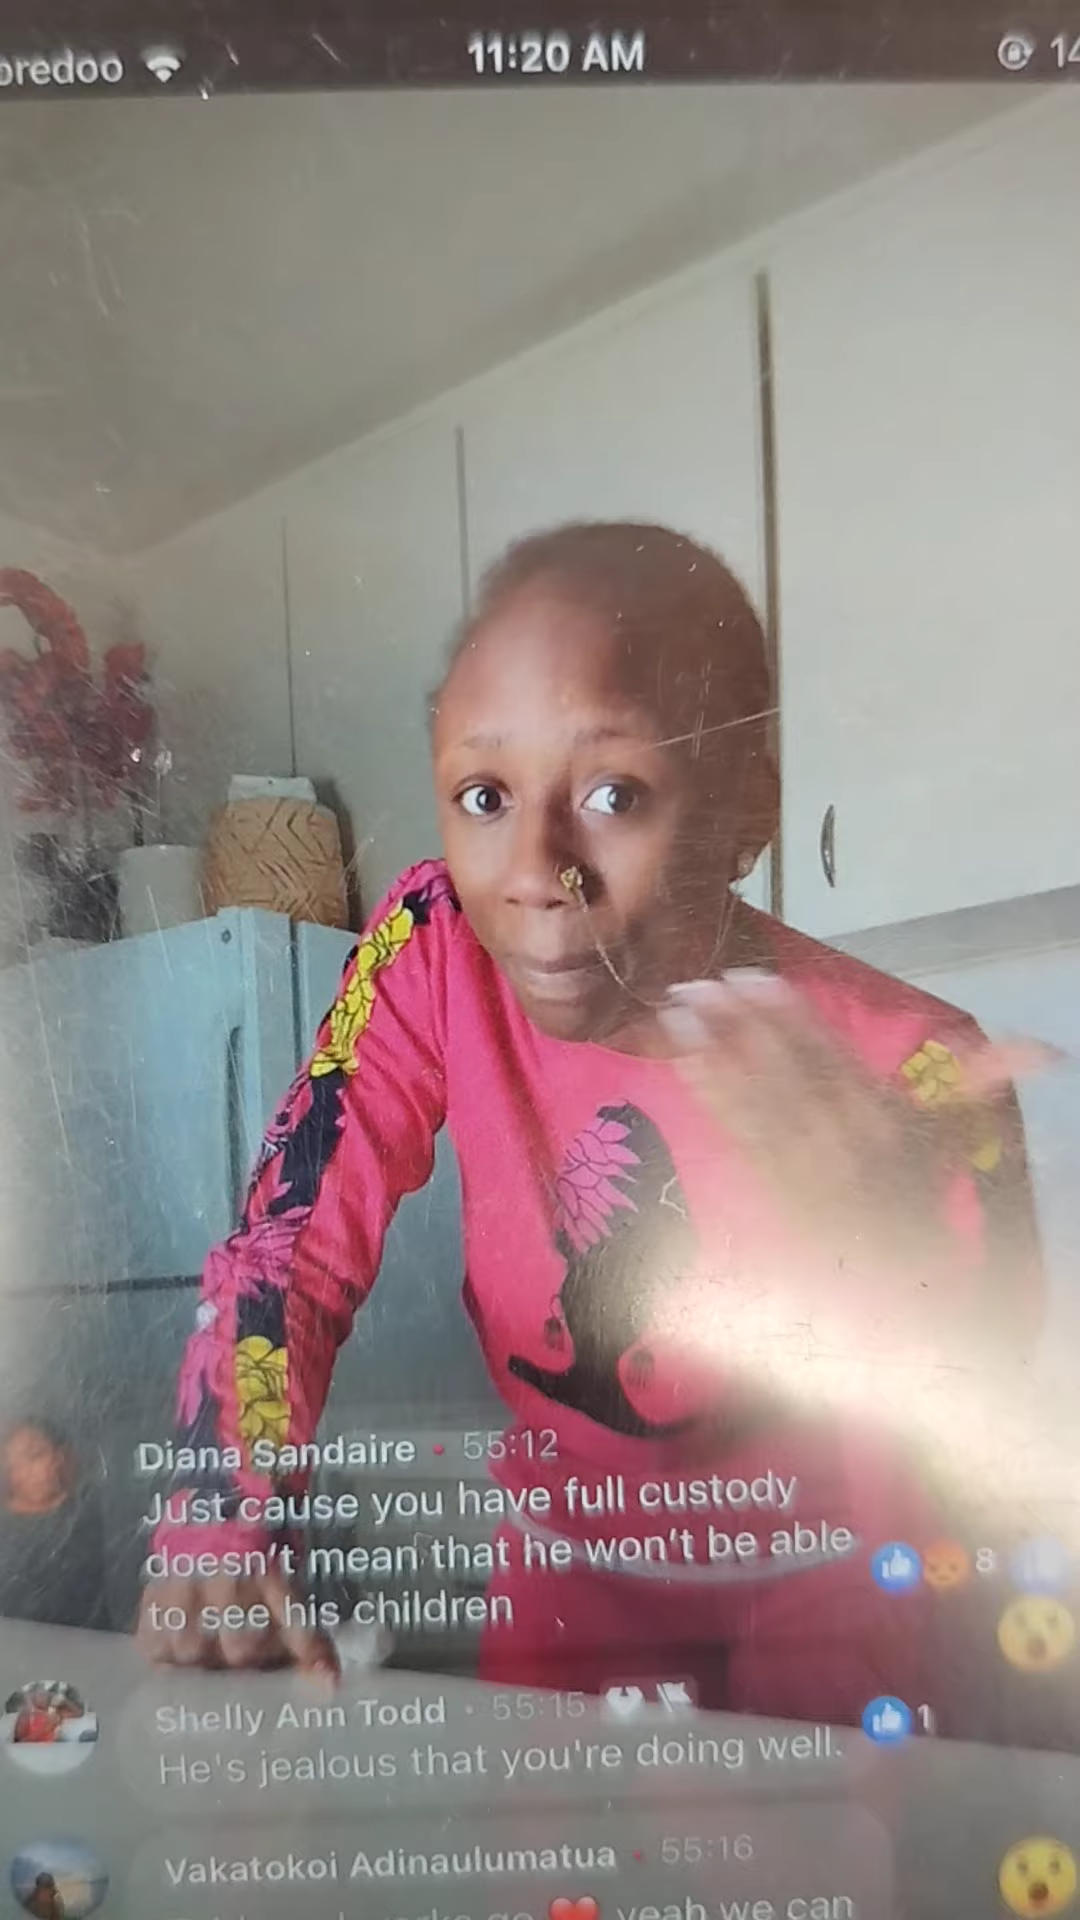 oredoo 11:20 AM 14
Diana Sandaire • 55:12
Just cause you have full custody
doesn't mean that he won't be able
to see his children
8
Shelly Ann Todd • 55:15
1
He's jealous that you're doing well.
Vakatokoi Adinaulumatua • 55:16
yeah we can